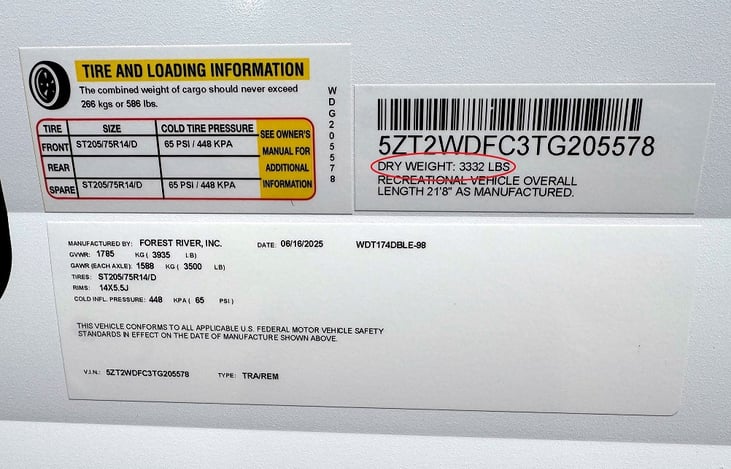 TIRE AND LOADING INFORMATION
The combined weight of cargo should never exceed
266 kgs or 586 lbs.
TIRE SIZE COLD TIRE PRESSURE SEE OWNER'S
MANUAL FOR
ADDITIONAL
INFORMATION
FRONT ST205/75R14/D 65 PSI / 448 KPA
REAR
SPARE ST205/75R14/D 65 PSI / 448 KPA
WDG205578
5ZT2WDFC3TG205578
DRY WEIGHT: 3332 LBS
RECREATIONAL VEHICLE OVERALL
LENGTH 21'8" AS MANUFACTURED.
MANUFACTURED BY: FOREST RIVER, INC. DATE: 06/16/2025 WDT174DBLE-98
GVWR: 1785 KG ( 3935 LB)
GAWR (EACH AXLE): 1588 KG ( 3500 LB)
TIRES: ST205/75R14/D
RIMS: 14X5.5J
COLD INFL. PRESSURE: 448 KPA ( 65 PSI )
THIS VEHICLE CONFORMS TO ALL APPLICABLE U.S. FEDERAL MOTOR VEHICLE SAFETY
STANDARDS IN EFFECT ON THE DATE OF MANUFACTURE SHOWN ABOVE.
V.I.N.: 5ZT2WDFC3TG205578 TYPE: TRA/REM